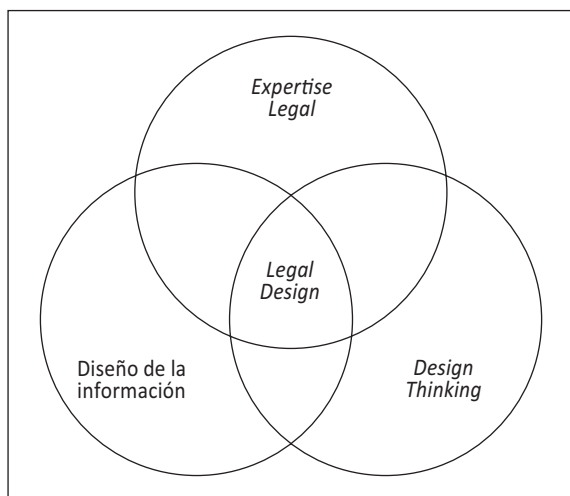 Expertise
Legal
Legal
Design
Diseño de la
información
Design
Thinking